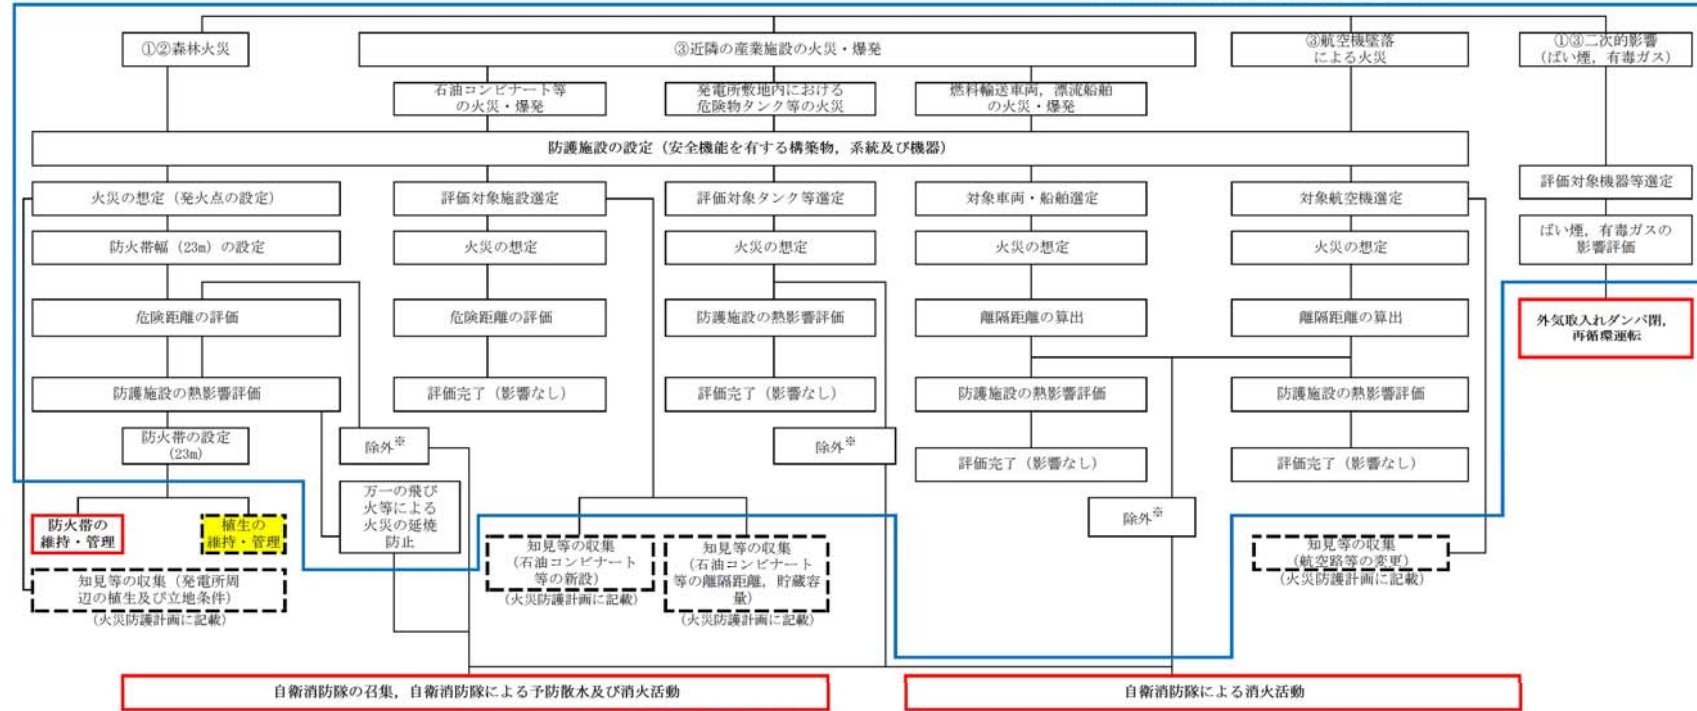 ①②森林火災
③近隣の産業施設の火災・爆発
③航空機墜落
による火災
①③二次的影響
（ばい煙，有毒ガス）
石油コンビナート等
の火災・爆発
発電所敷地内における
危険物タンク等の火災
燃料輸送車両，漂流船舶
の火災・爆発
防護施設の設定（安全機能を有する構築物，系統及び機器）
火災の想定（発火点の設定）
評価対象施設選定
評価対象タンク等選定
対象車両・船舶選定
対象航空機選定
評価対象機器等選定
防火帯幅（23m）の設定
火災の想定
火災の想定
火災の想定
火災の想定
ばい煙，有毒ガスの
影響評価
危険距離の評価
危険距離の評価
防護施設の熱影響評価
離隔距離の算出
離隔距離の算出
外気取入れダンパ閉，
再循環運転
防護施設の熱影響評価
評価完了（影響なし）
評価完了（影響なし）
防護施設の熱影響評価
防護施設の熱影響評価
防火帯の設定
(23m)
除外※
除外※
評価完了（影響なし）
評価完了（影響なし）
万一の飛び
火等による
火災の延焼
防止
防火帯の
維持・管理
植生の
維持・管理
除外※
知見等の収集
（石油コンビナート
等の新設）
（火災防護計画に記載）
知見等の収集
（石油コンビナート
等の離隔距離，貯蔵容
量）
（火災防護計画に記載）
知見等の収集
（航空路等の変更）
（火災防護計画に記載）
知見等の収集（発電所周
辺の植生及び立地条件）
（火災防護計画に記載）
自衛消防隊の召集，自衛消防隊による予防散水及び消火活動
自衛消防隊による消火活動